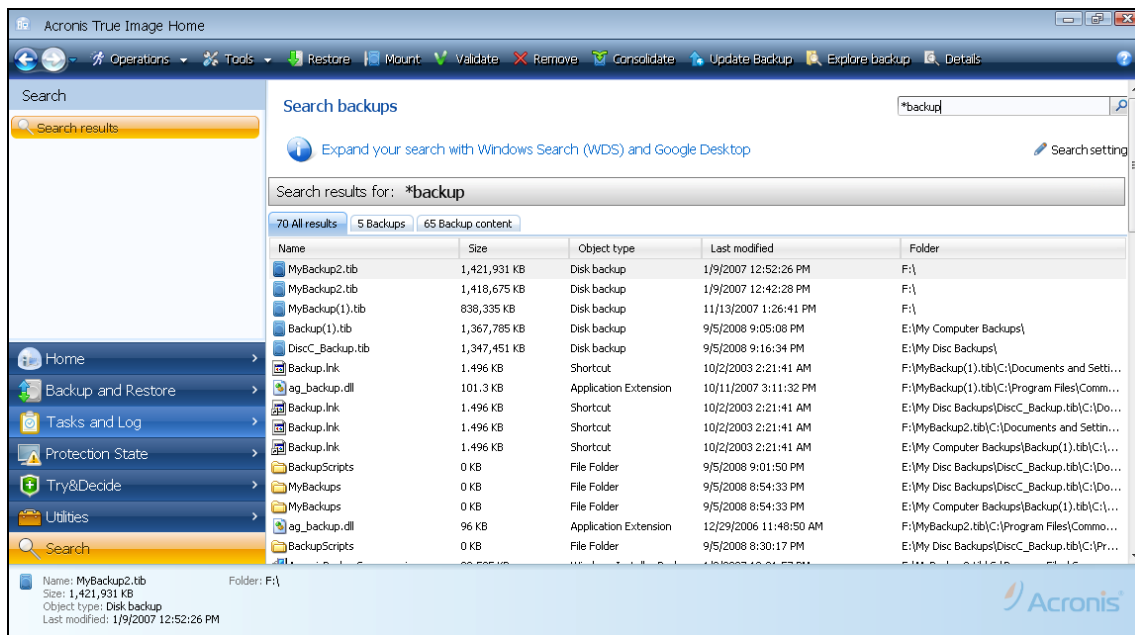 Acronis True Image Home
Operations Tools Restore Mount Validate Remove Consolidate Update Backup Explore backup Details
Search
Search results
Search backups
*backup
Expand your search with Windows Search (WDS) and Google Desktop
Search setting
Search results for: *backup
70 All results 5 Backups 65 Backup content
Name Size Object type Last modified Folder
MyBackup2.tib 1,421,931 KB Disk backup 1/9/2007 12:52:26 PM F:\
MyBackup2.tib 1,418,675 KB Disk backup 1/9/2007 12:42:28 PM F:\
MyBackup(1).tib 838,335 KB Disk backup 11/13/2007 1:26:41 PM F:\
Backup(1).tib 1,367,785 KB Disk backup 9/5/2008 9:05:08 PM E:\My Computer Backups\
DiscC_Backup.tib 1,347,451 KB Disk backup 9/5/2008 9:16:34 PM E:\My Disc Backups\
Backup.lnk 1.496 KB Shortcut 10/2/2003 2:21:41 AM F:\MyBackup(1).tib\C:\Documents and Setti...
ag_backup.dll 101.3 KB Application Extension 10/11/2007 3:11:32 PM F:\MyBackup(1).tib\C:\Program Files\Comm...
Backup.lnk 1.496 KB Shortcut 10/2/2003 2:21:41 AM E:\My Disc Backups\DiscC_Backup.tib\C:\Do...
Backup.lnk 1.496 KB Shortcut 10/2/2003 2:21:41 AM F:\MyBackup2.tib\C:\Documents and Settin...
Backup.lnk 1.496 KB Shortcut 10/2/2003 2:21:41 AM E:\My Computer Backups\Backup(1).tib\C:\...
BackupScripts 0 KB File Folder 9/5/2008 9:01:50 PM E:\My Disc Backups\DiscC_Backup.tib\C:\Do...
MyBackups 0 KB File Folder 9/5/2008 8:54:33 PM E:\My Disc Backups\DiscC_Backup.tib\C:\Do...
MyBackups 0 KB File Folder 9/5/2008 8:54:33 PM E:\My Computer Backups\Backup(1).tib\C:\...
ag_backup.dll 96 KB Application Extension 12/29/2006 11:48:50 AM F:\MyBackup2.tib\C:\Program Files\Commo...
BackupScripts 0 KB File Folder 9/5/2008 8:30:17 PM E:\My Disc Backups\DiscC_Backup.tib\C:\Pr...
Home
Backup and Restore
Tasks and Log
Protection State
Try&Decide
Utilities
Search
Name: MyBackup2.tib Folder: F:\
Size: 1,421,931 KB
Object type: Disk backup
Last modified: 1/9/2007 12:52:26 PM
Acronis